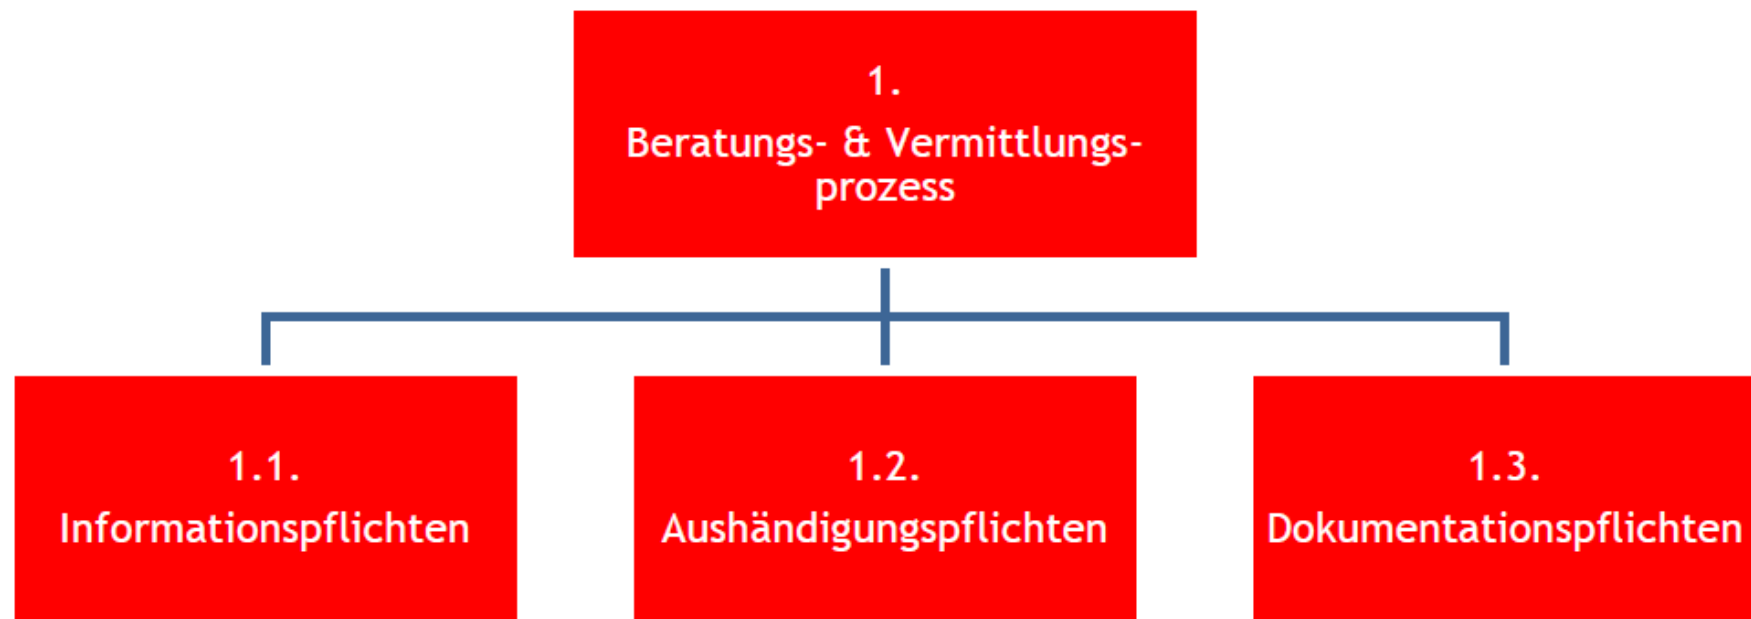 1.
Beratungs- & Vermittlungs-
prozess
1.1.
Informationspflichten
1.2.
Aushändigungspflichten
1.3.
Dokumentationspflichten